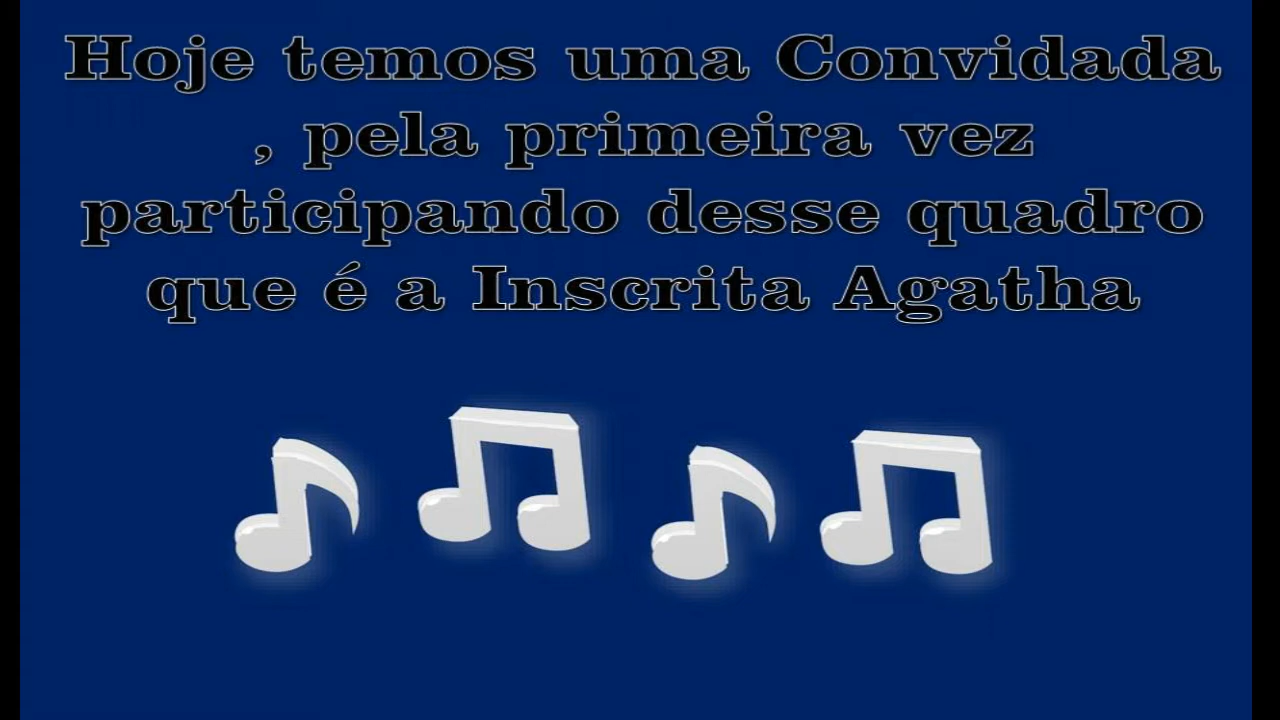 Hoje temos uma Convidada
, pela primeira vez
participando desse quadro
que é a Inscrita Agatha